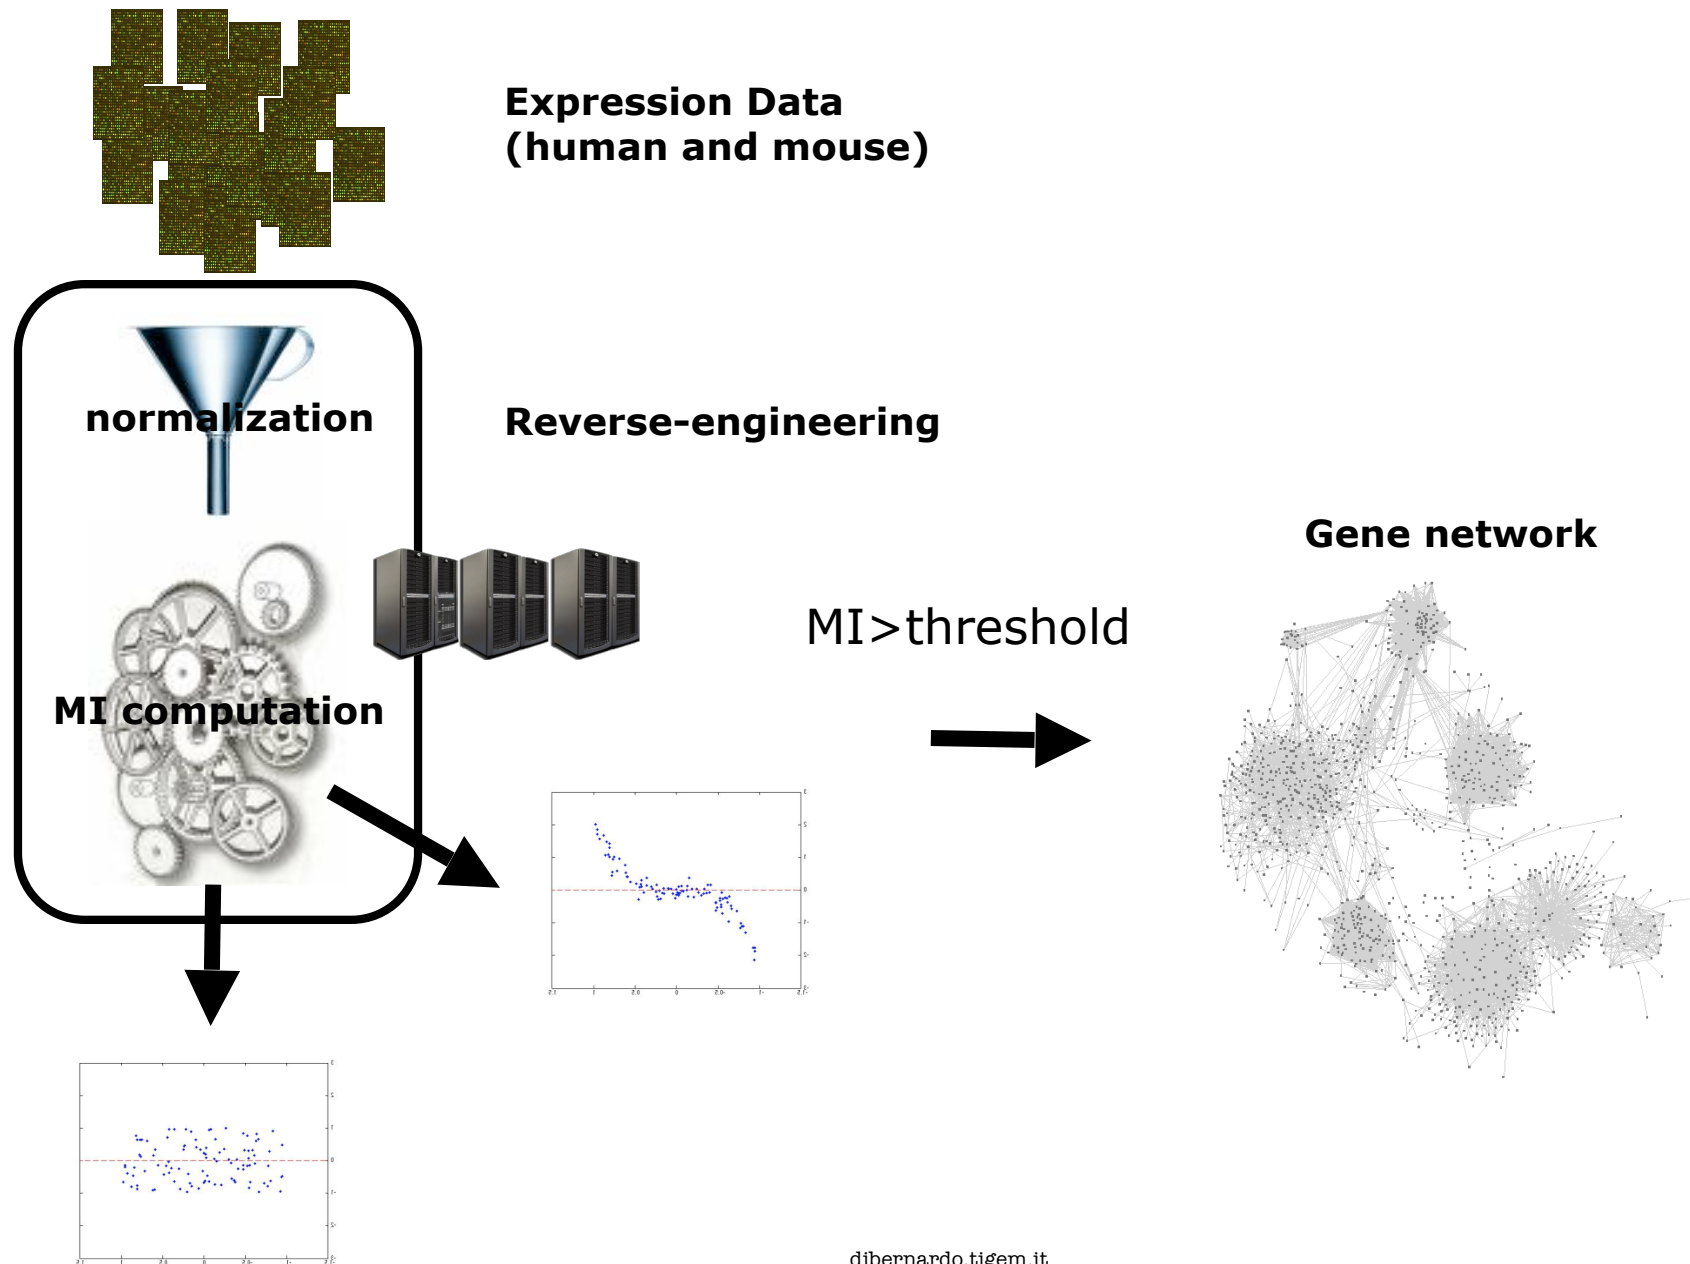 Expression Data
(human and mouse)
normalization
Reverse-engineering
Gene network
MI>threshold
MI computation
dibernardo.tigem.it